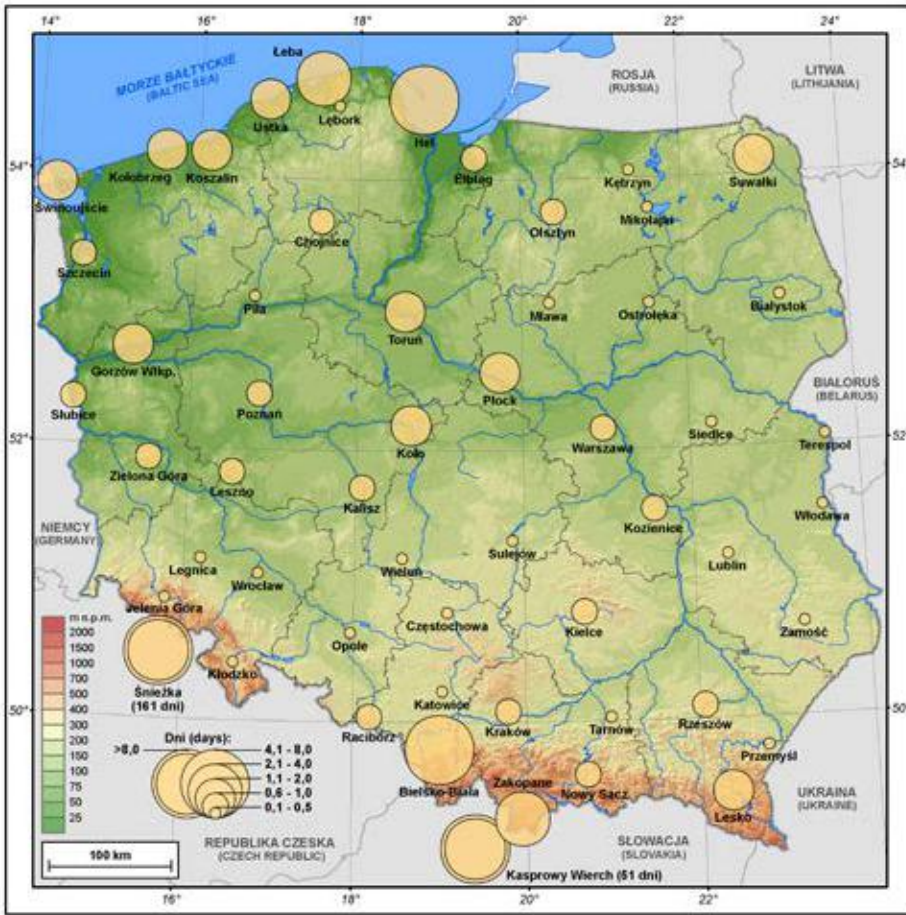 14°
16°
18°
20°
22°
24°
Łeba
MORZE BAŁTYCKIE
(BALTIC SEA)
ROSJA
(RUSSIA)
LITWA
(LITHUANIA)
Ustka
Lębork
Hel
54°
54°
Kołobrzeg
Koszalin
Elbląg
Kętrzyn
Suwałki
Świnoujście
Mikołajki
Chojnice
Olsztyn
Szczecin
Piła
Mława
Ostrołęka
Białystok
Toruń
Gorzów Wlkp.
BIAŁORUŚ
(BELARUS)
Słubice
Poznań
Płock
52°
52°
Koło
Warszawa
Siedlce
Terespol
Zielona Góra
Leszno
Kalisz
Kozienice
Włodawa
NIEMCY
(GERMANY)
Legnica
Wrocław
Wieluń
Sulejów
Lublin
Jelenia Góra
m n.p.m.
2000
1500
1000
700
500
400
300
200
150
100
75
50
25
Częstochowa
Kielce
Zamość
Opole
Kłodzko
Śnieżka
(161 dni)
Katowice
50°
50°
Racibórz
Kraków
Tarnów
Rzeszów
Przemyśl
Dni (days):
>8,0
4,1 - 8,0
2,1 - 4,0
1,1 - 2,0
0,6 - 1,0
0,1 - 0,5
Bielsko-Biała
Zakopane
Nowy Sącz
Lesko
UKRAINA
(UKRAINE)
100 km
REPUBLIKA CZESKA
(CZECH REPUBLIC)
SŁOWACJA
(SLOVAKIA)
Kasprowy Wierch (51 dni)
16°
18°
20°
22°